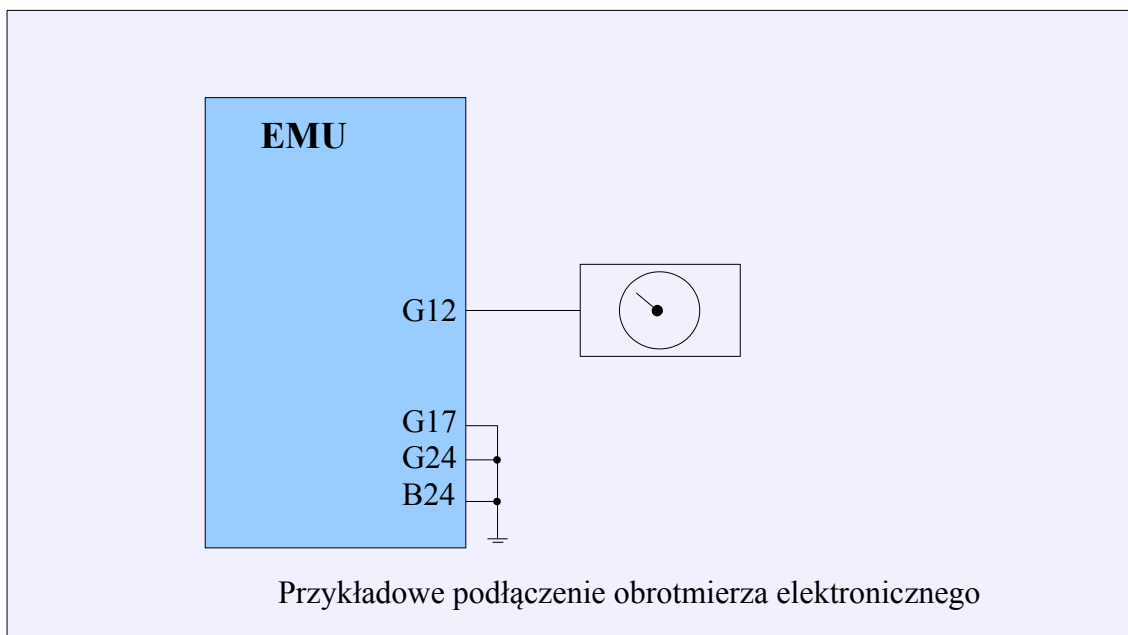 EMU
G12
G17
G24
B24
Przykładowe podłączenie obrotmierza elektronicznego